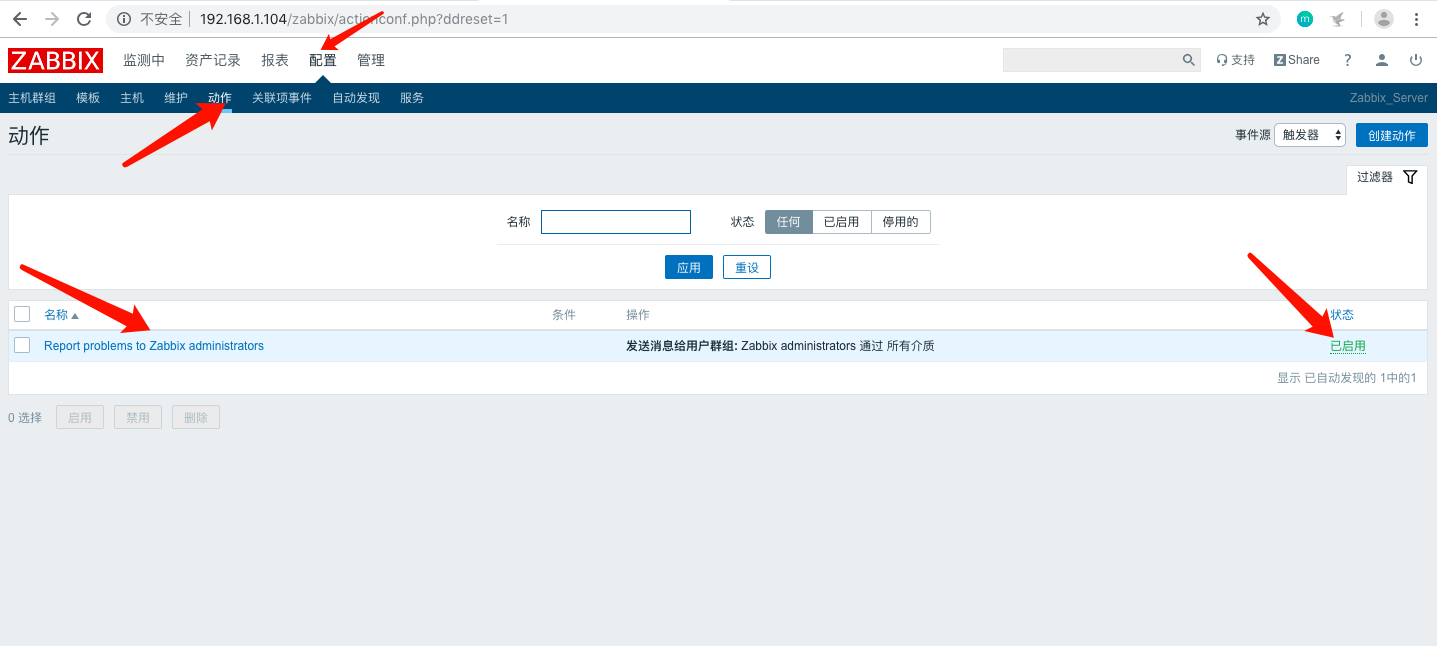 不安全 192.168.1.104/zabbix/actionconf.php?ddreset=1
ZABBIX 监测中 资产记录 报表 配置 管理 支持 Z Share ?
主机群组 模板 主机 维护 动作 关联项事件 自动发现 服务 Zabbix_Server
动作 事件源 触发器 创建动作
过滤器
名称 状态 任何 已启用 停用的
应用 重设
名称 条件 操作 状态
Report problems to Zabbix administrators 发送消息给用户群组: Zabbix administrators 通过 所有介质 已启用
显示 已自动发现的 1中的1
0 选择 启用 禁用 删除